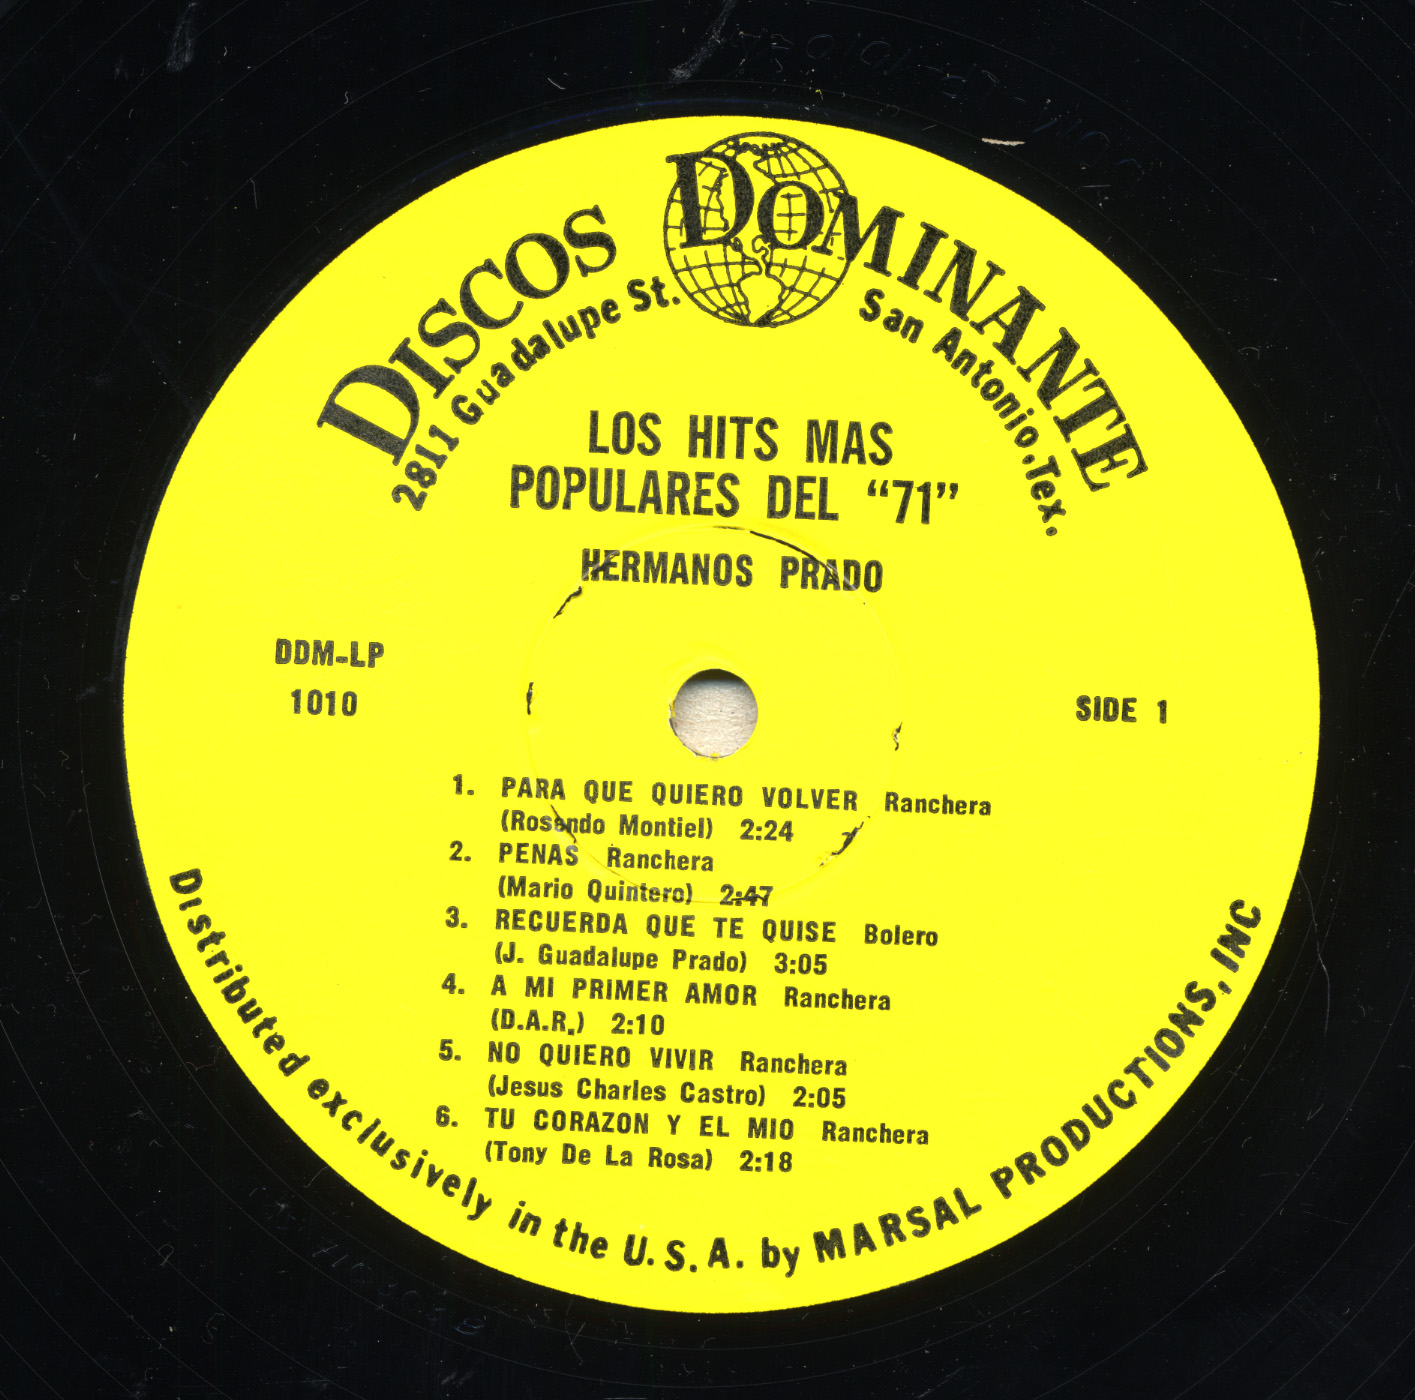 DISCOS DOMINANTE
2811 Guadalupe St. San Antonio, Tex.
LOS HITS MAS
POPULARES DEL “71”
HERMANOS PRADO
DDM-LP
1010
SIDE 1
1. PARA QUE QUIERO VOLVER Ranchera
(Rosendo Montiel) 2:24
2. PENAS Ranchera
(Mario Quintero) 2:47
3. RECUERDA QUE TE QUISE Bolero
(J. Guadalupe Prado) 3:05
4. A MI PRIMER AMOR Ranchera
(D.A.R.) 2:10
5. NO QUIERO VIVIR Ranchera
(Jesus Charles Castro) 2:05
6. TU CORAZON Y EL MIO Ranchera
(Tony De La Rosa) 2:18
Distributed exclusively in the U.S.A. by MARSAL PRODUCTIONS, INC